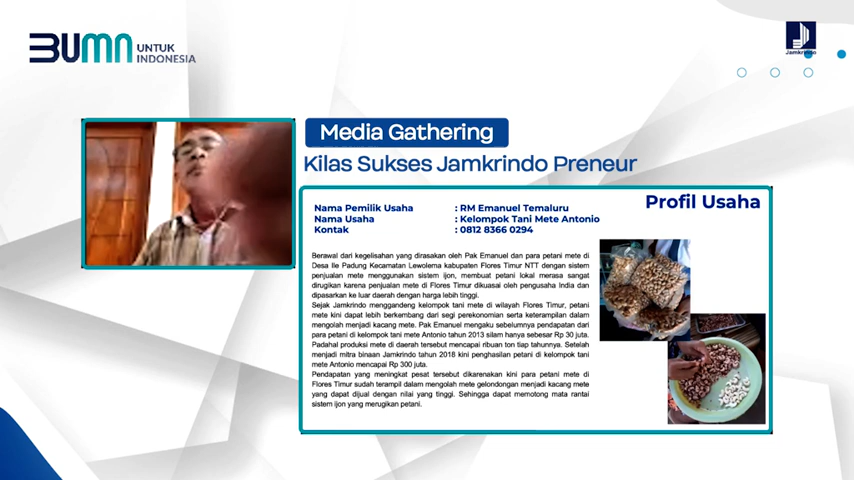 BUMN UNTUK
INDONESIA
Jamkrindo
Media Gathering
Kilas Sukses Jamkrindo Preneur
Profil Usaha
Nama Pemilik Usaha : RM Emanuel Temaluru
Nama Usaha : Kelompok Tani Mete Antonio
Kontak : 0812 8366 0294
Berawal dari kegelisahan yang dirasakan oleh Pak Emanuel dan para petani mete di
Desa Ile Padung Kecamatan Lewolema kabupaten Flores Timur NTT dengan sistem
penjualan mete menggunakan sistem ijon, membuat petani lokal merasa sangat
dirugikan karena penjualan mete di Flores Timur dikuasai oleh pengusaha India dan
dipasarkan ke luar daerah dengan harga lebih tinggi.
Sejak Jamkrindo menggandeng kelompok tani mete di wilayah Flores Timur, petani
mete kini dapat lebih berkembang dari segi perekonomian serta keterampilan dalam
mengolah menjadi kacang mete. Pak Emanuel mengaku sebelumnya pendapatan dari
para petani di kelompok tani mete Antonio tahun 2013 silam hanya sebesar Rp 30 juta.
Padahal produksi mete di daerah tersebut mencapai ribuan ton tiap tahunnya. Setelah
menjadi mitra binaan Jamkrindo tahun 2018 kini penghasilan petani di kelompok tani
mete Antonio mencapai Rp 300 juta.
Pendapatan yang meningkat pesat tersebut dikarenakan kini para petani mete di
Flores Timur sudah terampil dalam mengolah mete gelondongan menjadi kacang mete
yang dapat dijual dengan nilai yang tinggi. Sehingga dapat memotong mata rantai
sistem ijon yang merugikan petani.